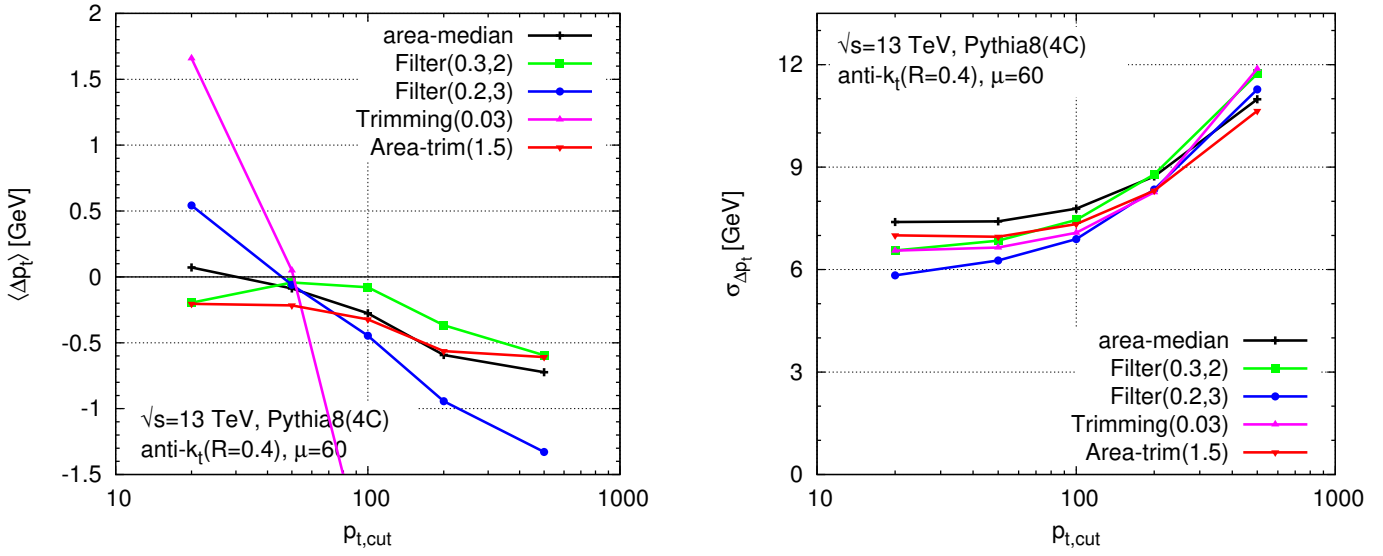 2
1.5
1
0.5
0
-0.5
-1
-1.5
10
100
1000
⟨Δp_t⟩ [GeV]
p_t,cut
area-median
Filter(0.3,2)
Filter(0.2,3)
Trimming(0.03)
Area-trim(1.5)
√s=13 TeV, Pythia8(4C)
anti-k_t(R=0.4), μ=60
12
9
6
3
0
10
100
1000
σ_Δp_t [GeV]
p_t,cut
√s=13 TeV, Pythia8(4C)
anti-k_t(R=0.4), μ=60
area-median
Filter(0.3,2)
Filter(0.2,3)
Trimming(0.03)
Area-trim(1.5)